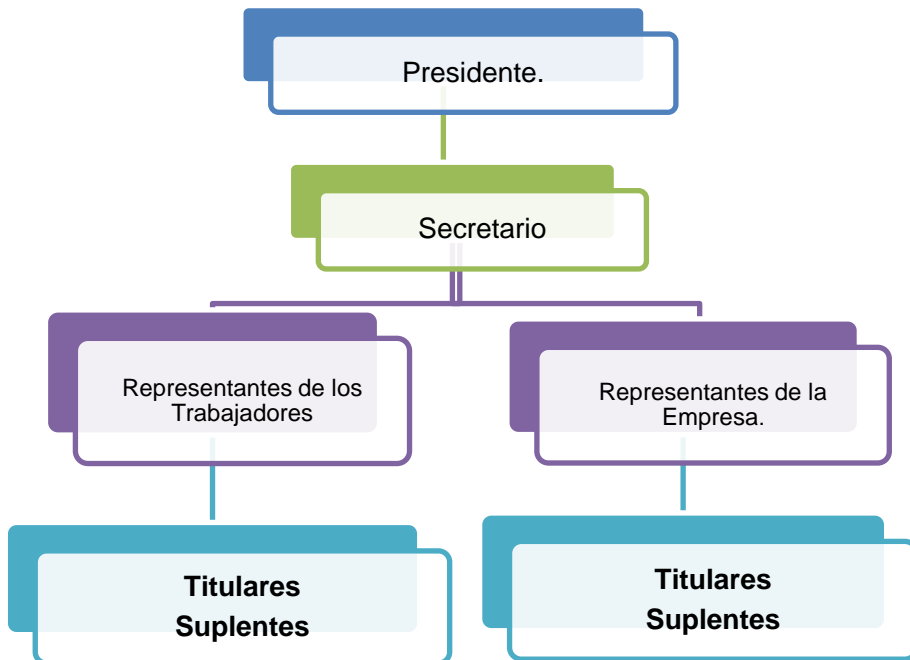 Presidente.
Secretario
Representantes de los
Trabajadores
Representantes de la
Empresa.
Titulares
Suplentes
Titulares
Suplentes